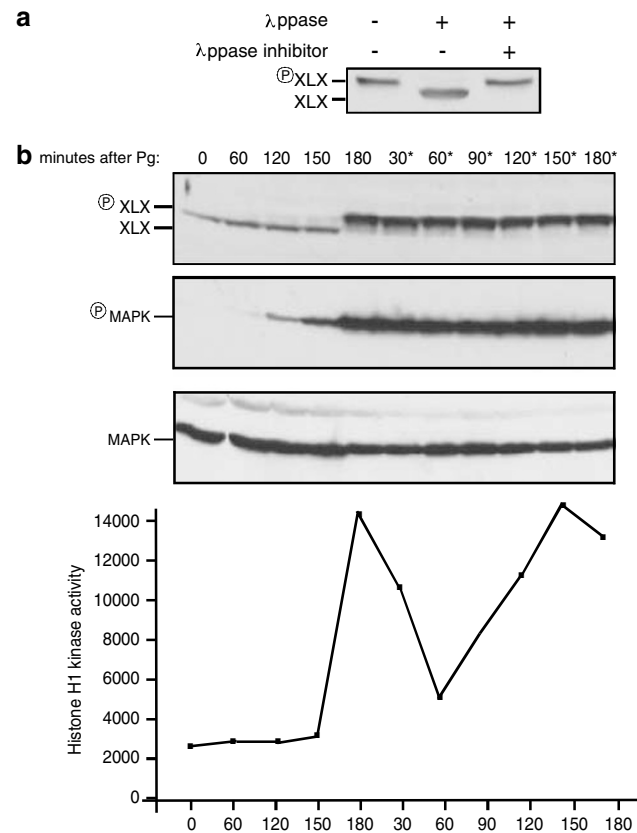 a
λppase - + +
λppase inhibitor - - +
Ⓟ XLX
XLX
b minutes after Pg: 0 60 120 150 180 30* 60* 90* 120* 150* 180*
Ⓟ XLX
XLX
Ⓟ MAPK
MAPK
Histone H1 kinase activity
14000
12000
10000
8000
6000
4000
2000
0
0 60 120 150 180 30 60 90 120 150 180